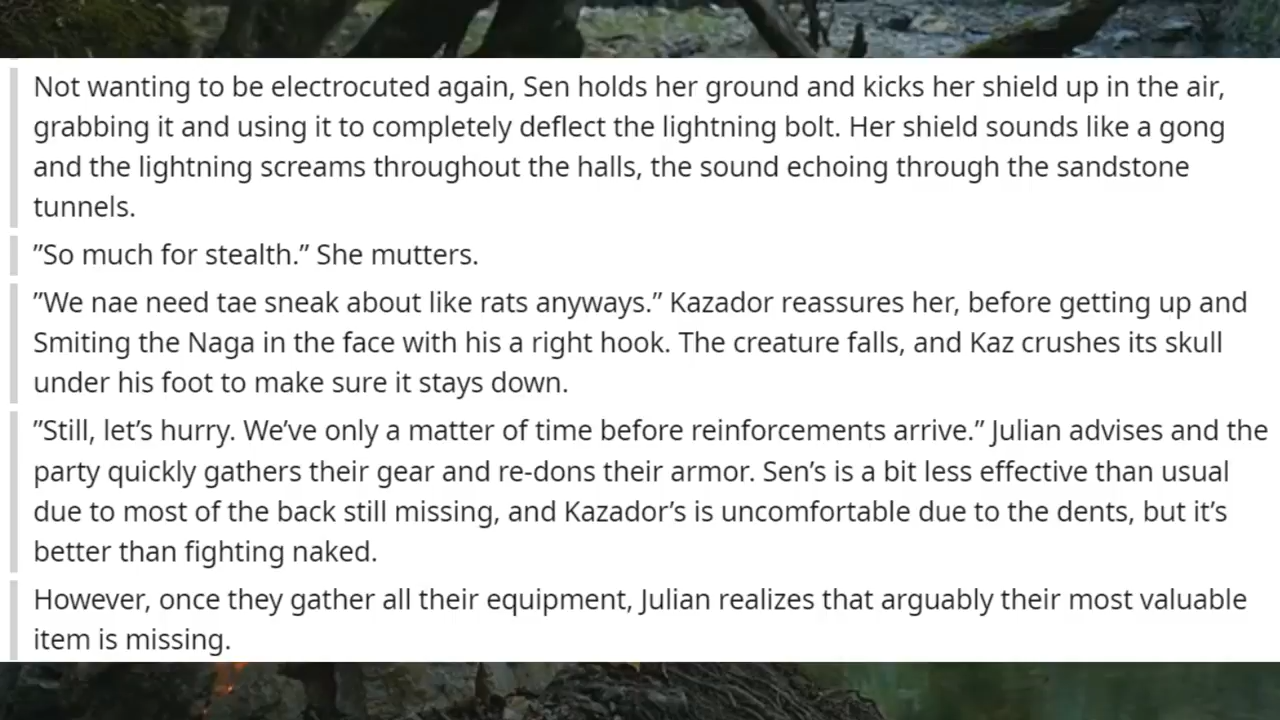 Not wanting to be electrocuted again, Sen holds her ground and kicks her shield up in the air,
grabbing it and using it to completely deflect the lightning bolt. Her shield sounds like a gong
and the lightning screams throughout the halls, the sound echoing through the sandstone
tunnels.
”So much for stealth.” She mutters.
”We nae need tae sneak about like rats anyways.” Kazador reassures her, before getting up and
Smiting the Naga in the face with his a right hook. The creature falls, and Kaz crushes its skull
under his foot to make sure it stays down.
”Still, let’s hurry. We’ve only a matter of time before reinforcements arrive.” Julian advises and the
party quickly gathers their gear and re-dons their armor. Sen’s is a bit less effective than usual
due to most of the back still missing, and Kazador’s is uncomfortable due to the dents, but it’s
better than fighting naked.
However, once they gather all their equipment, Julian realizes that arguably their most valuable
item is missing.